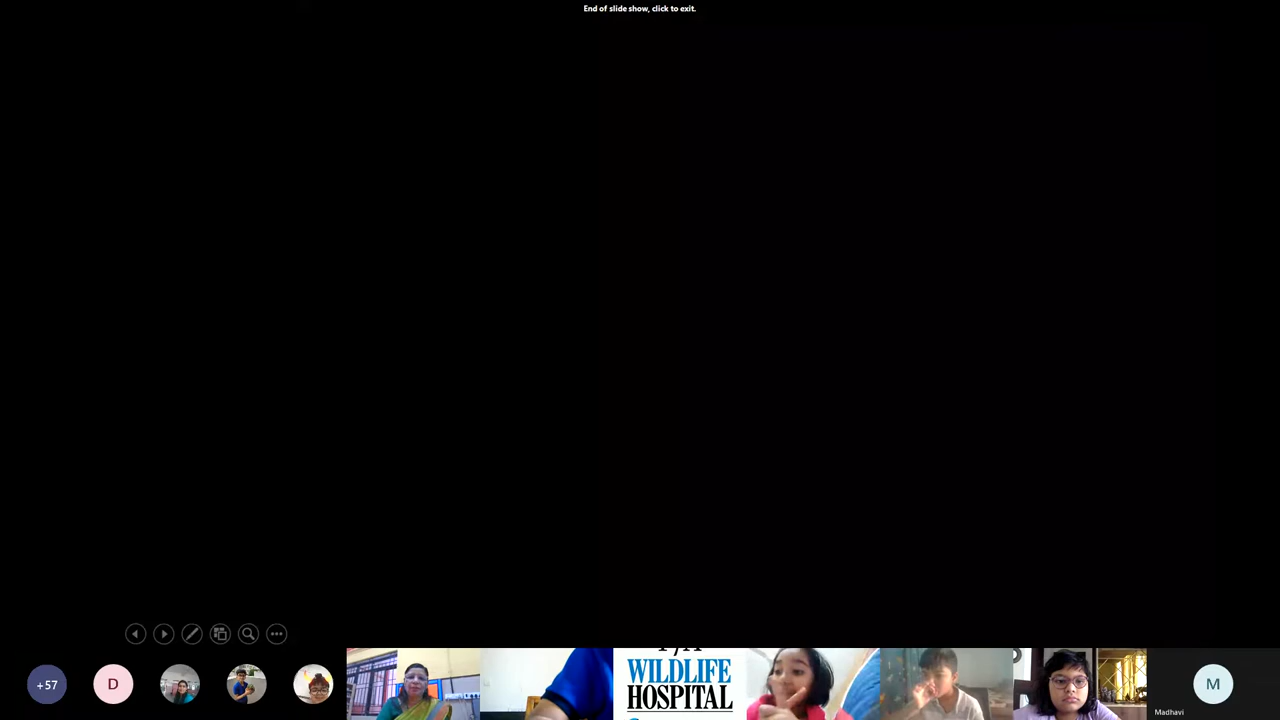 End of slide show, click to exit.
+57
D
WILDLIFE
HOSPITAL
M
Madhavi